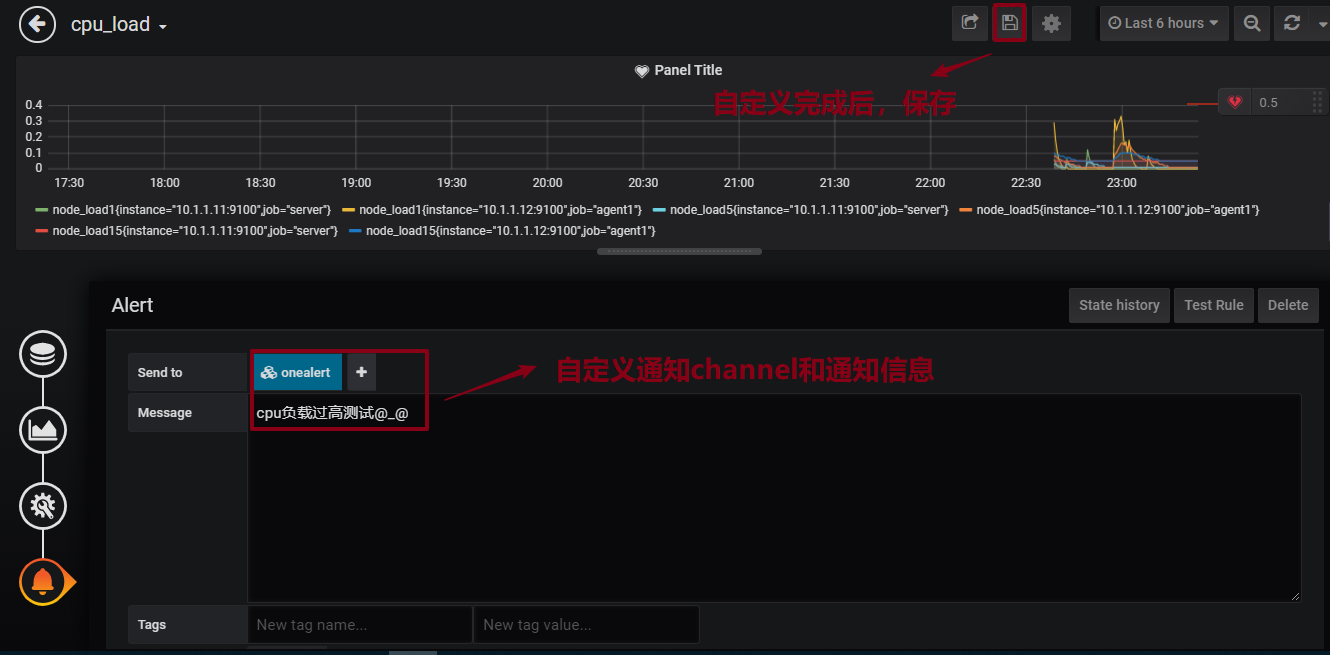 cpu_load
Last 6 hours
Panel Title
自定义完成后，保存
0.5
0.4
0.3
0.2
0.1
0
17:30 18:00 18:30 19:00 19:30 20:00 20:30 21:00 21:30 22:00 22:30 23:00
node_load1{instance="10.1.1.11:9100",job="server"} node_load1{instance="10.1.1.12:9100",job="agent1"} node_load5{instance="10.1.1.11:9100",job="server"} node_load5{instance="10.1.1.12:9100",job="agent1"}
node_load15{instance="10.1.1.11:9100",job="server"} node_load15{instance="10.1.1.12:9100",job="agent1"}
Alert
State history Test Rule Delete
Send to onealert +
自定义通知channel和通知信息
Message cpu负载过高测试@_@
Tags New tag name... New tag value...